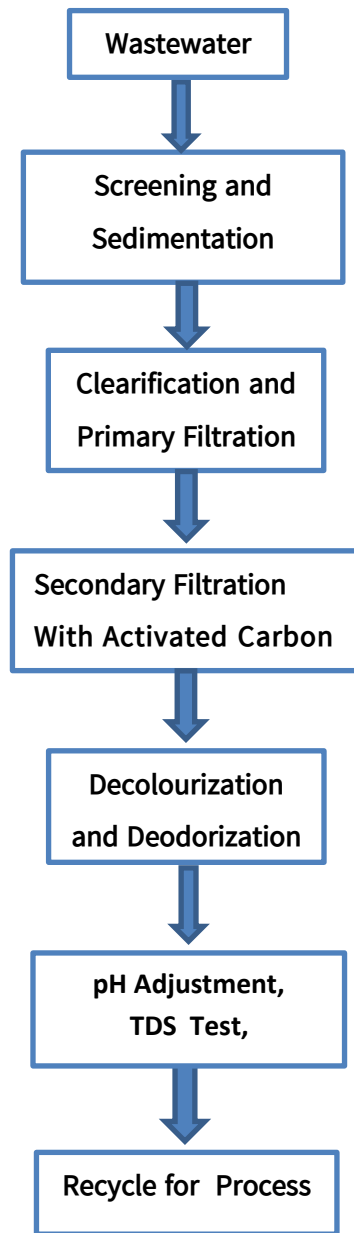 Wastewater
Screening and
Sedimentation
Clearification and
Primary Filtration
Secondary Filtration
With Activated Carbon
Decolourization
and Deodorization
pH Adjustment,
TDS Test,
Recycle for Process